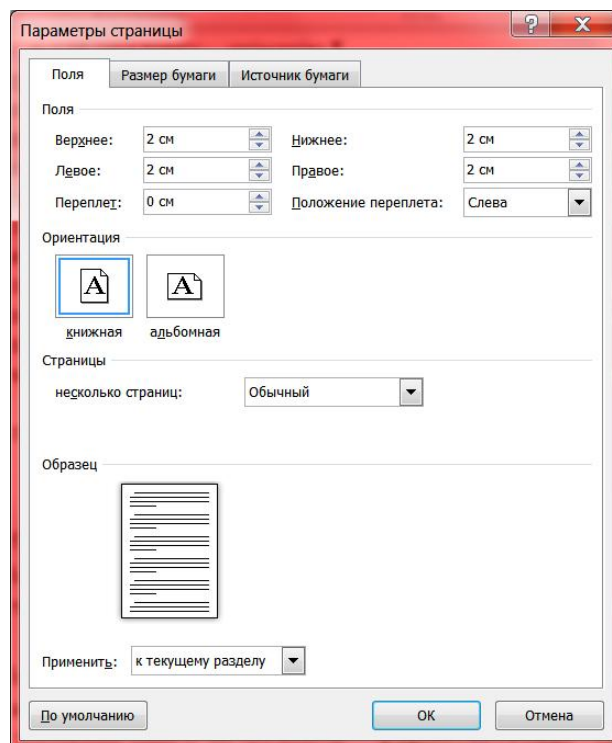 Параметры страницы
Поля Размер бумаги Источник бумаги
Поля
Верхнее: 2 см Нижнее: 2 см
Левое: 2 см Правое: 2 см
Переплет: 0 см Положение переплета: Слева
Ориентация
A A
книжная альбомная
Страницы
несколько страниц: Обычный
Образец
Применить: к текущему разделу
По умолчанию ОК Отмена